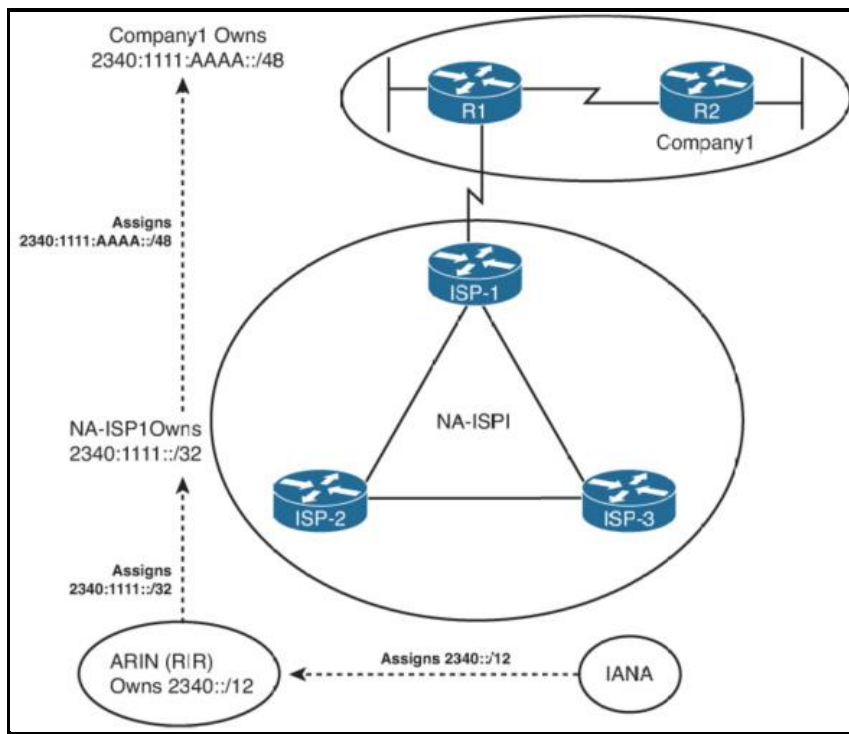 Company1 Owns
2340:1111:AAAA::/48
R1
R2
Company1
Assigns
2340:1111:AAAA::/48
ISP-1
NA-ISP1Owns
2340:1111::/32
NA-ISPI
ISP-2
ISP-3
Assigns
2340:1111::/32
ARIN (RIR)
Owns 2340::/12
Assigns 2340::/12
IANA